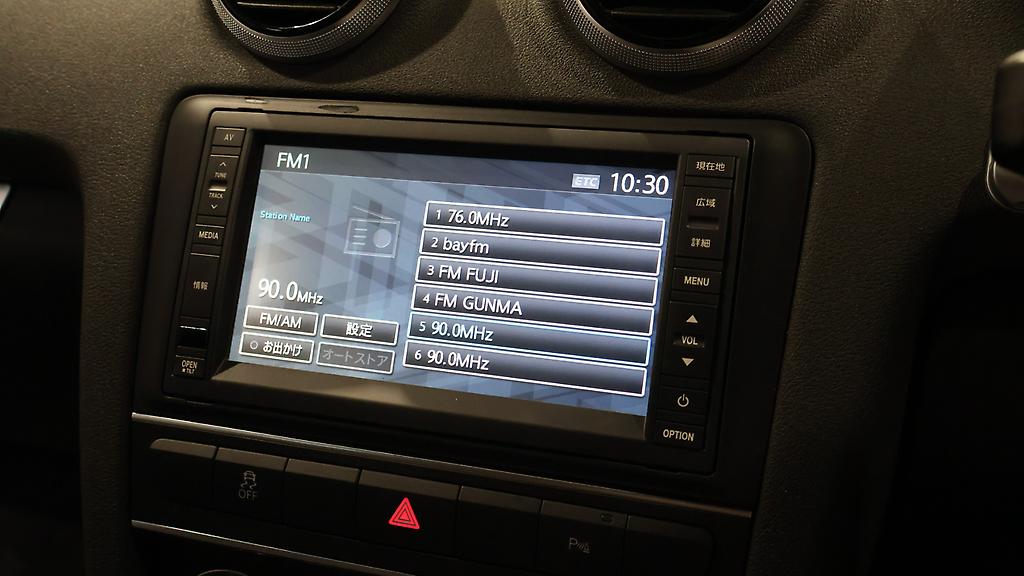 AV
TUNE
TRACK
MEDIA
情報
OPEN
TILT
FM1
ETC 10:30
Station Name
90.0MHz
FM/AM 設定
お出かけ オートストア
1 76.0MHz
2 bayfm
3 FM FUJI
4 FM GUNMA
5 90.0MHz
6 90.0MHz
現在地
広域
詳細
MENU
VOL
OPTION
OFF
P